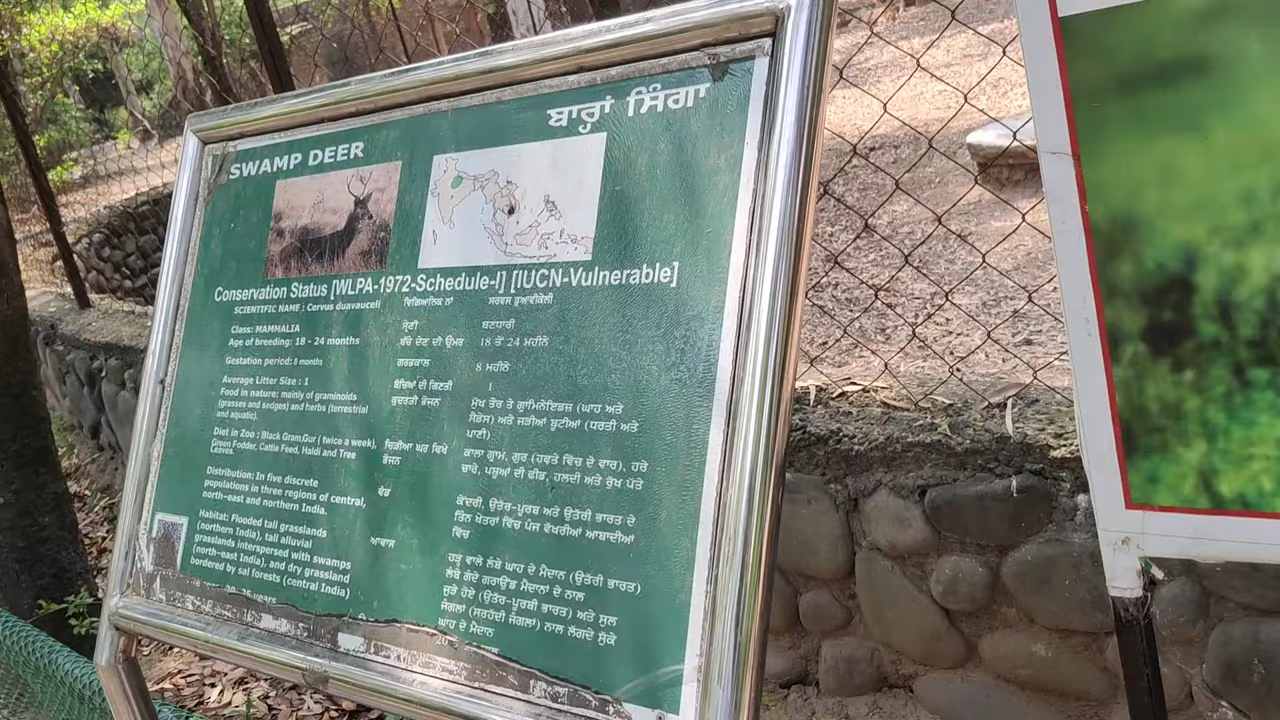 SWAMP DEER
ਬਾਰ੍ਹਾਂ ਸਿੰਗਾ
Conservation Status [WLPA-1972-Schedule-I] [IUCN-Vulnerable]
SCIENTIFIC NAME : Cervus duavauceli
ਵਿਗਿਆਨਿਕ ਨਾਂ
ਸਰਵਸ ਡੁਆਵੀਕੇਲੀ
Class: MAMMALIA
ਸ੍ਰੇਣੀ
ਥਣਧਾਰੀ
Age of breeding: 18 - 24 months
ਬੱਚੇ ਦੇਣ ਦੀ ਉਮਰ
18 ਤੋਂ 24 ਮਹੀਨੇ
Gestation period: 8 months
ਗਰਭਕਾਲ
8 ਮਹੀਨੇ
Average Litter Size : 1
ਬੱਚਿਆਂ ਦੀ ਗਿਣਤੀ
1
Food in nature: mainly of graminoids
(grasses and sedges) and herbs (terrestrial
and aquatic).
ਕੁਦਰਤੀ ਭੋਜਨ
ਮੁੱਖ ਤੌਰ ਤੇ ਗ੍ਰਾਮਿਨੋਇਡਜ਼ (ਘਾਹ ਅਤੇ
ਸੈਡੇਸ) ਅਤੇ ਜੜੀਆਂ ਬੂਟੀਆਂ (ਧਰਤੀ ਅਤੇ
ਪਾਣੀ)
Diet in Zoo : Black Gram,Gur ( twice a week),
Green Fodder, Cattle Feed, Haldi and Tree
Leaves.
ਚਿੜੀਆ ਘਰ ਵਿਖੇ
ਭੋਜਨ
ਕਾਲਾ ਗ੍ਰਾਮ, ਗੁਰ (ਹਫਤੇ ਵਿੱਚ ਦੋ ਵਾਰ), ਹਰੇ
ਚਾਰੇ, ਪਸ਼ੂਆਂ ਦੀ ਫੀਡ, ਹਲਦੀ ਅਤੇ ਰੁੱਖ ਪੱਤੇ
Distribution: In five discrete
populations in three regions of central,
north-east and northern India.
ਵੰਡ
ਕੇਂਦਰੀ, ਉਤੱਰ-ਪੂਰਬ ਅਤੇ ਉਤੱਰੀ ਭਾਰਤ ਦੇ
ਤਿੰਨ ਖੇਤਰਾਂ ਵਿੱਚ ਪੰਜ ਵੱਖਰੀਆਂ ਆਬਾਦੀਆਂ
ਵਿੱਚ
Habitat: Flooded tall grasslands
(northern India), tall alluvial
grasslands interspersed with swamps
(north-east India), and dry grassland
bordered by sal forests (central India)
ਆਵਾਸ
ਹੜ੍ਹ ਵਾਲੇ ਲੰਬੇ ਘਾਹ ਦੇ ਮੈਦਾਨ (ਉਤੱਰੀ ਭਾਰਤ)
ਲੰਬੇ ਗੰਦੇ ਗਰਾਊਂਡ ਮੈਦਾਨਾਂ ਦੇ ਨਾਲ
ਜੁੜੇ ਹੋਏ (ਉਤੱਰ-ਪੂਰਬੀ ਭਾਰਤ) ਅਤੇ ਸੁਲ
ਜੰਗਲਾਂ (ਸਰਹੱਦੀ ਜੰਗਲਾਂ) ਨਾਲ ਲੱਗਦੇ ਸੁੱਕੇ
ਘਾਹ ਦੇ ਮੈਦਾਨ
years